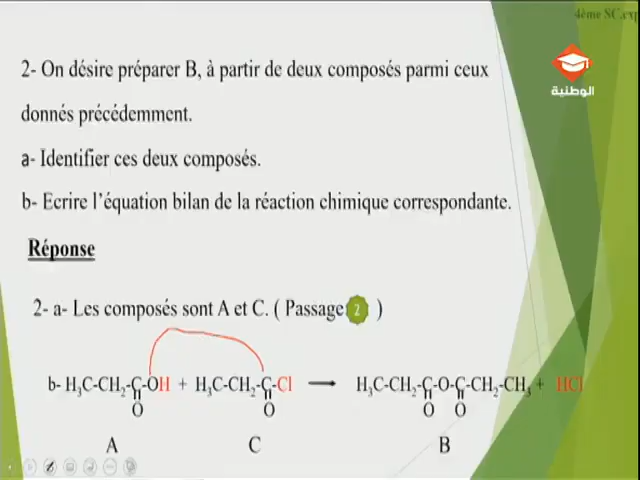 4ème SC.exp
الوطنية
2- On désire préparer B, à partir de deux composés parmi ceux
donnés précédemment.
a- Identifier ces deux composés.
b- Ecrire l’équation bilan de la réaction chimique correspondante.
Réponse
2- a- Les composés sont A et C. ( Passage 2 )
b- H₃C-CH₂-C-OH + H₃C-CH₂-C-Cl → H₃C-CH₂-C-O-C-CH₂-CH₃ + HCl
O O O O
A C B